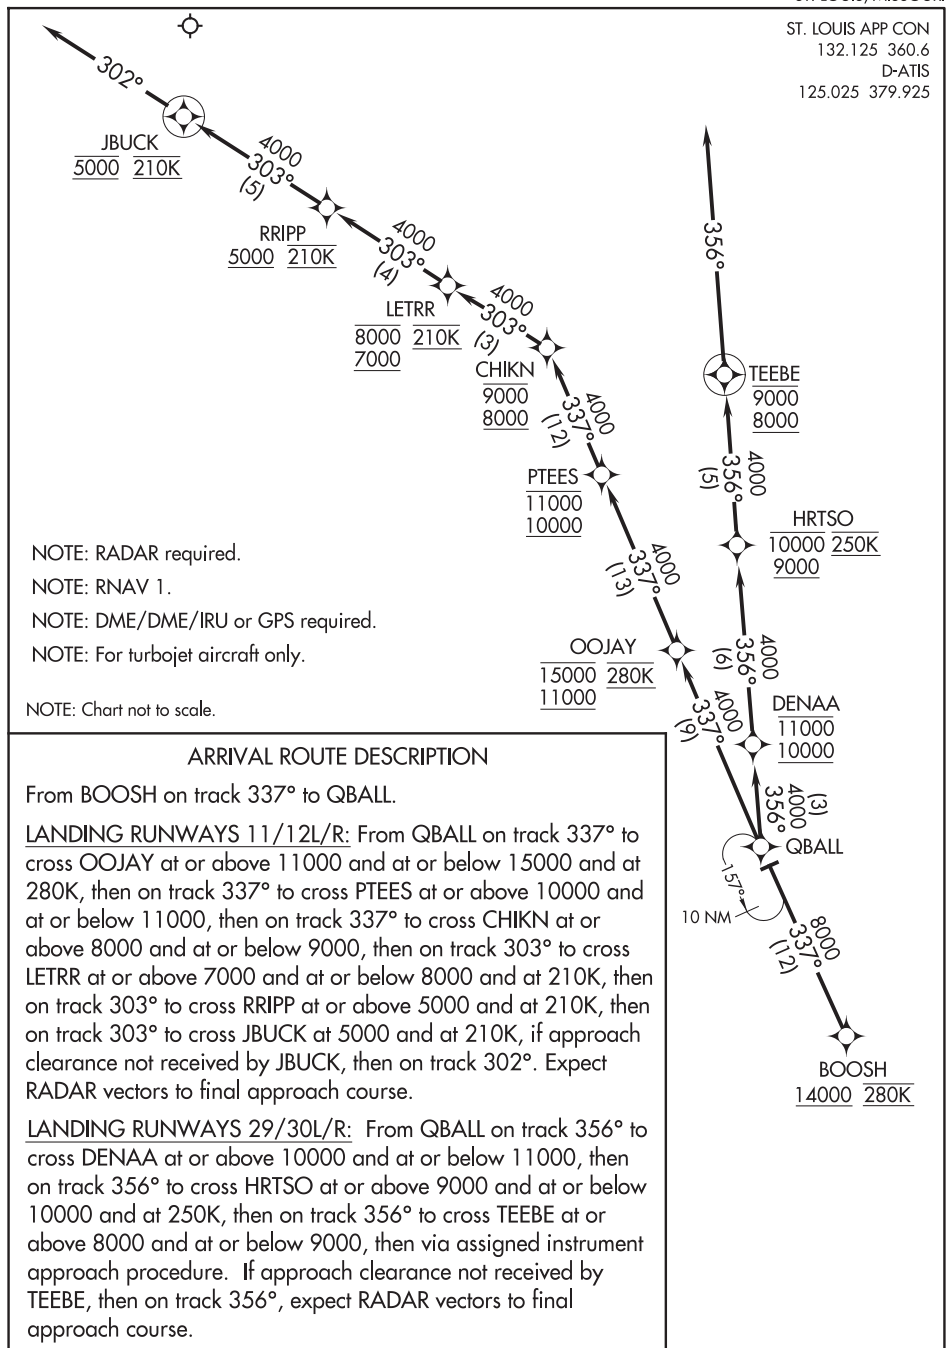 ST. LOUIS APP CON
132.125 360.6
D-ATIS
125.025 379.925
302°
JBUCK
5000 210K
4000
303°
(5)
RRIPP
5000 210K
4000
303°
(4)
LETRR
8000 210K
7000
4000
303°
(3)
CHIKN
9000
8000
4000
337°
(12)
PTEES
11000
10000
4000
337°
(13)
OOJAY
15000 280K
11000
4000
337°
(9)
356°
TEEBE
9000
8000
4000
356°
(5)
HRTSO
10000 250K
9000
4000
356°
(6)
DENAA
11000
10000
(3)
4000
356°
QBALL
157°
10 NM
8000
337°
(12)
BOOSH
14000 280K
NOTE: RADAR required.
NOTE: RNAV 1.
NOTE: DME/DME/IRU or GPS required.
NOTE: For turbojet aircraft only.
NOTE: Chart not to scale.
ARRIVAL ROUTE DESCRIPTION
From BOOSH on track 337° to QBALL.
LANDING RUNWAYS 11/12L/R: From QBALL on track 337° to
cross OOJAY at or above 11000 and at or below 15000 and at
280K, then on track 337° to cross PTEES at or above 10000 and
at or below 11000, then on track 337° to cross CHIKN at or
above 8000 and at or below 9000, then on track 303° to cross
LETRR at or above 7000 and at or below 8000 and at 210K, then
on track 303° to cross RRIPP at or above 5000 and at 210K, then
on track 303° to cross JBUCK at 5000 and at 210K, if approach
clearance not received by JBUCK, then on track 302°. Expect
RADAR vectors to final approach course.
LANDING RUNWAYS 29/30L/R: From QBALL on track 356° to
cross DENAA at or above 10000 and at or below 11000, then
on track 356° to cross HRTSO at or above 9000 and at or below
10000 and at 250K, then on track 356° to cross TEEBE at or
above 8000 and at or below 9000, then via assigned instrument
approach procedure. If approach clearance not received by
TEEBE, then on track 356°, expect RADAR vectors to final
approach course.